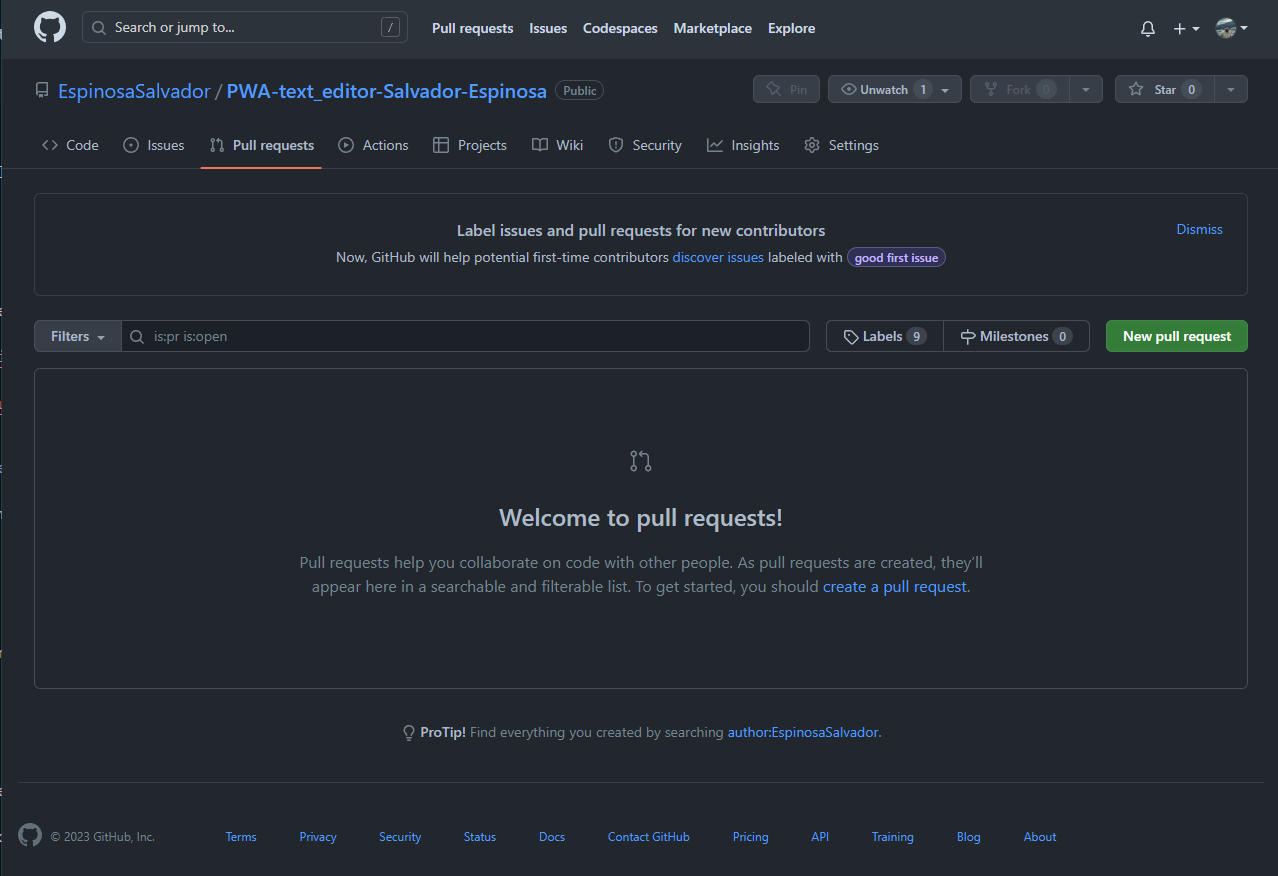 Search or jump to... / Pull requests Issues Codespaces Marketplace Explore
EspinosaSalvador / PWA-text_editor-Salvador-Espinosa Public Pin Unwatch 1 Fork 0 Star 0
Code Issues Pull requests Actions Projects Wiki Security Insights Settings
Label issues and pull requests for new contributors Dismiss
Now, GitHub will help potential first-time contributors discover issues labeled with good first issue
Filters is:pr is:open Labels 9 Milestones 0 New pull request
Welcome to pull requests!
Pull requests help you collaborate on code with other people. As pull requests are created, they’ll
appear here in a searchable and filterable list. To get started, you should create a pull request.
ProTip! Find everything you created by searching author:EspinosaSalvador.
© 2023 GitHub, Inc. Terms Privacy Security Status Docs Contact GitHub Pricing API Training Blog About